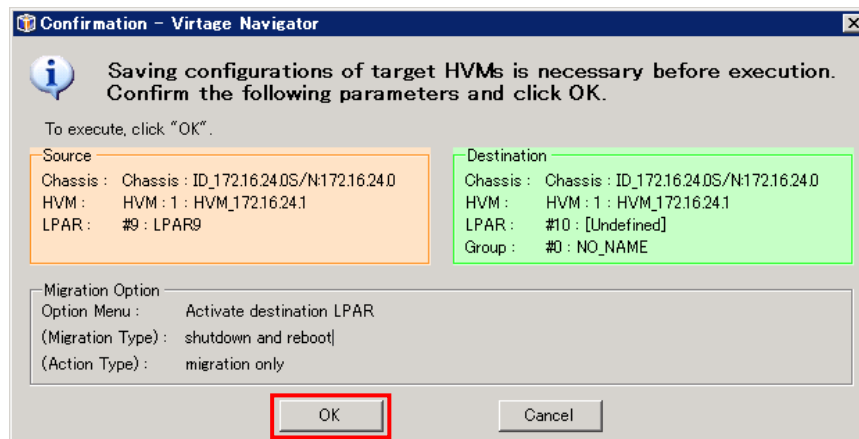 Confirmation - Virtage Navigator
Saving configurations of target HVMs is necessary before execution.
Confirm the following parameters and click OK.
To execute, click "OK".
Source
Chassis : Chassis : ID_172.16.24.0S/N:172.16.24.0
HVM : HVM : 1 : HVM_172.16.24.1
LPAR : #9 : LPAR9
Destination
Chassis : Chassis : ID_172.16.24.0S/N:172.16.24.0
HVM : HVM : 1 : HVM_172.16.24.1
LPAR : #10 : [Undefined]
Group : #0 : NO_NAME
Migration Option
Option Menu : Activate destination LPAR
(Migration Type) : shutdown and reboot
(Action Type) : migration only
OK
Cancel